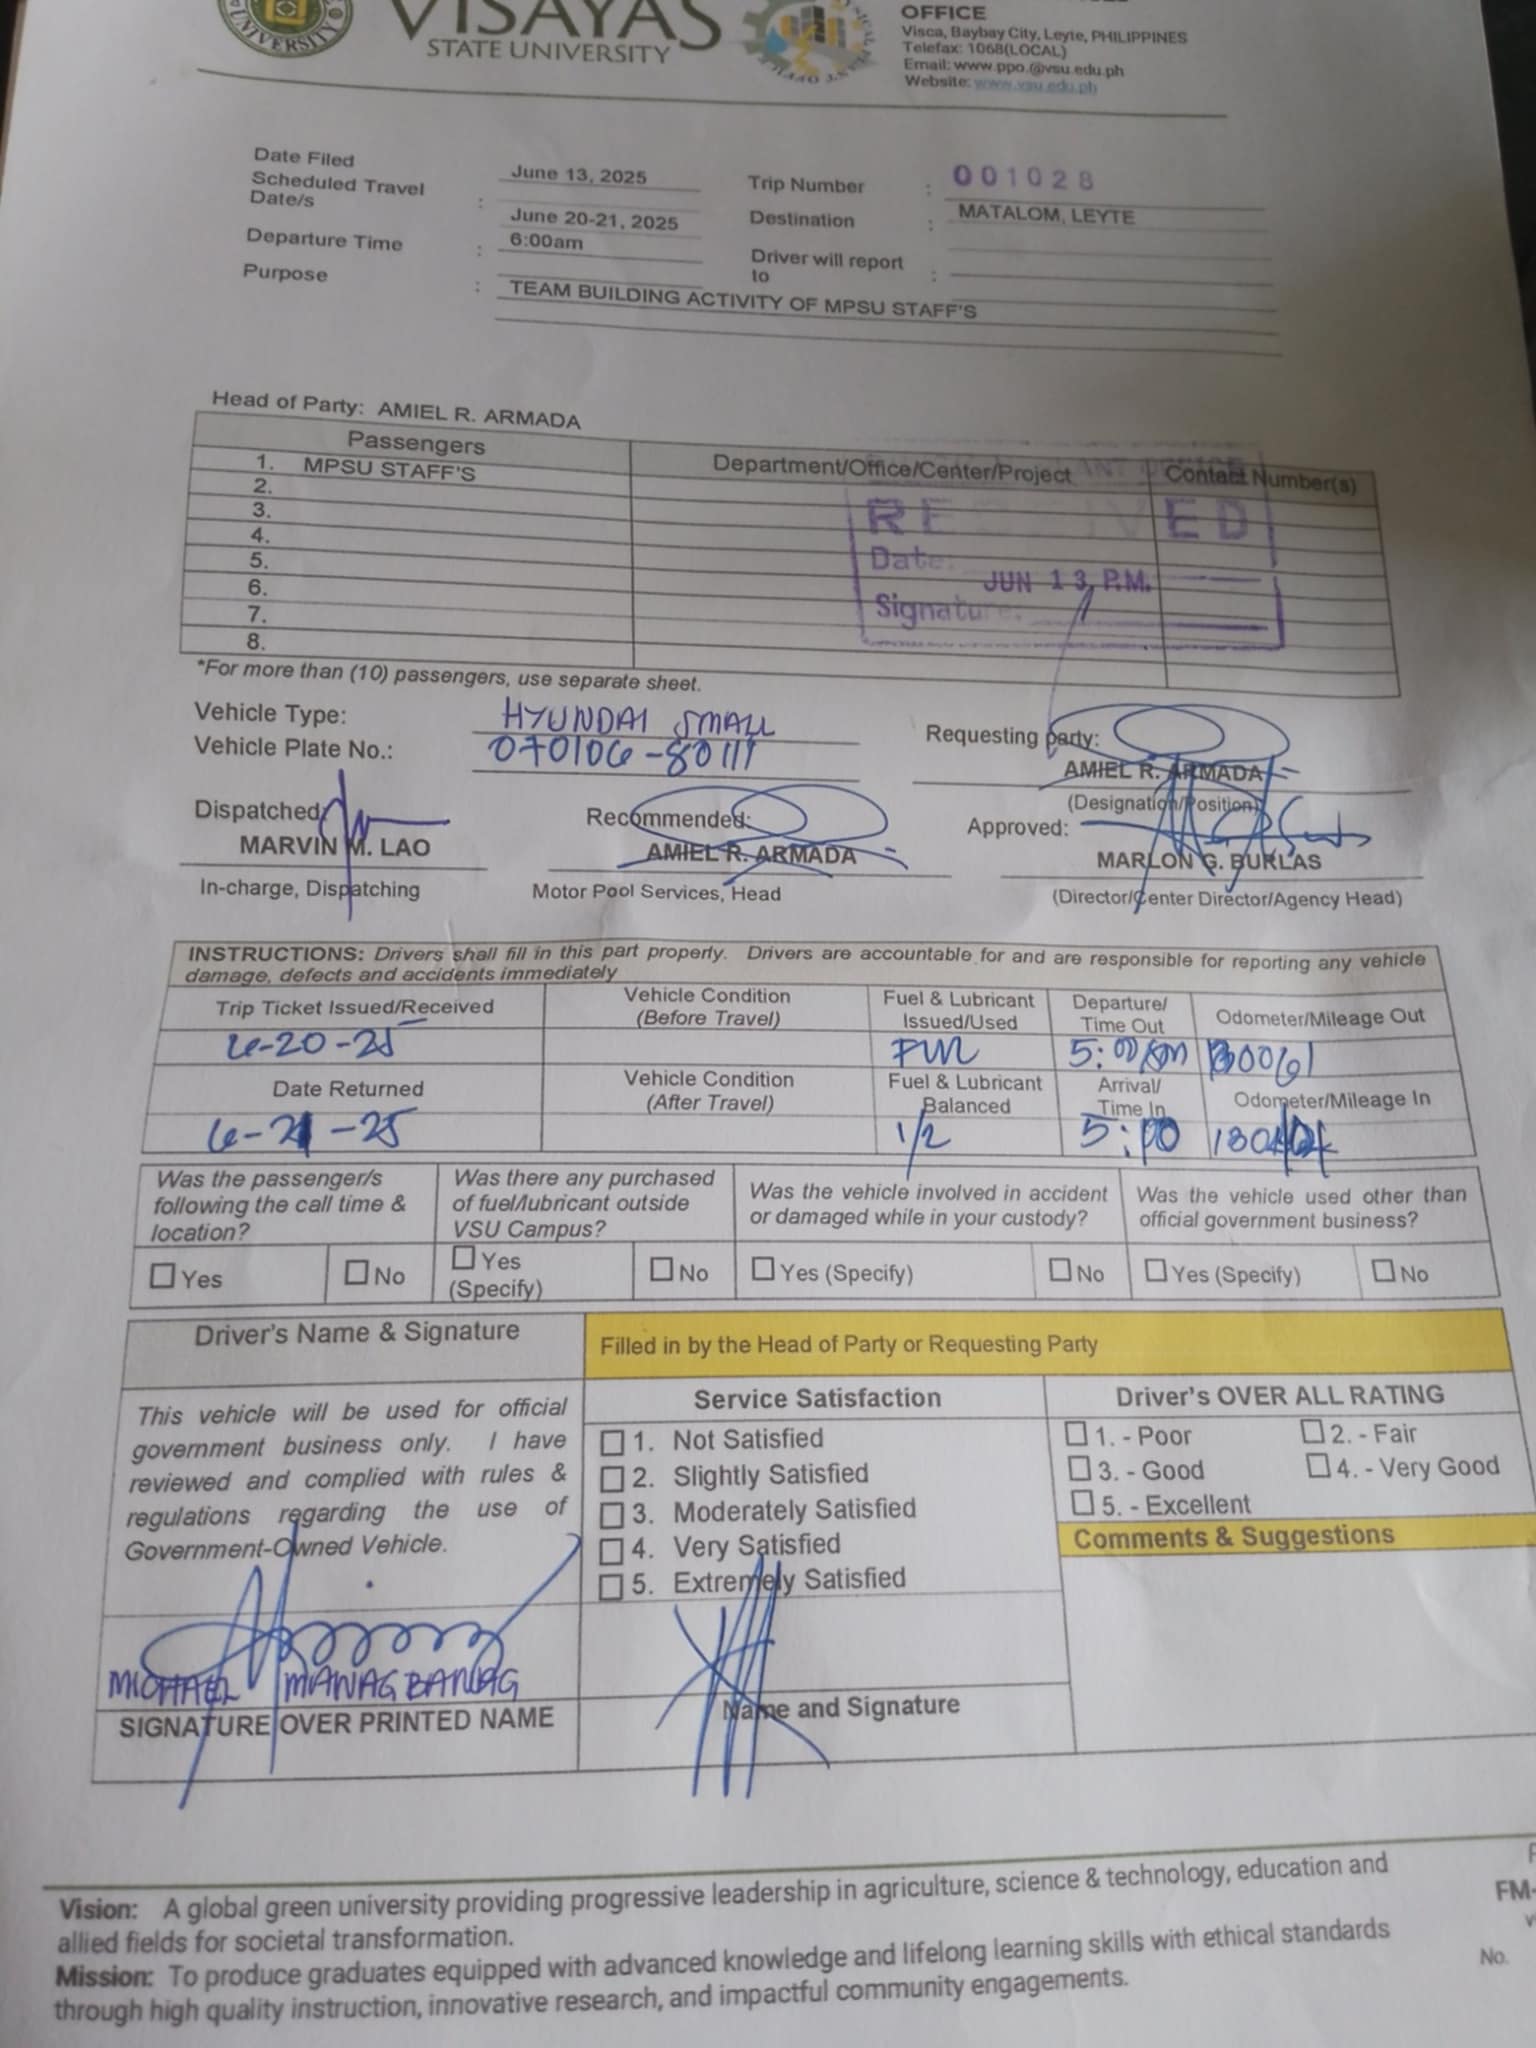 UNIVERSITY
VISAYAS
STATE UNIVERSITY
OFFICE
Visca, Baybay City, Leyte, PHILIPPINES
Telefax: 1068(LOCAL)
Email: www.ppo.@vsu.edu.ph
Website: www.vsu.edu.ph
Date Filed June 13, 2025
Trip Number : 001028
Scheduled Travel Date/s : June 20-21, 2025
Destination : MATALOM, LEYTE
Departure Time : 6:00am
Driver will report to :
Purpose : TEAM BUILDING ACTIVITY OF MPSU STAFF'S
Head of Party: AMIEL R. ARMADA
Passengers Department/Office/Center/Project Contact Number(s)
1. MPSU STAFF'S
2.
3.
4.
5.
6.
7.
8.
RECEIVED
Date: JUN 13, P.M.
Signature:
*For more than (10) passengers, use separate sheet.
Vehicle Type: HYUNDAI SMALL
Vehicle Plate No.: 070106-80111
Requesting party:
AMIEL R. ARMADA
(Designation/Position)
Dispatched:
MARVIN M. LAO
In-charge, Dispatching
Recommended:
AMIEL R. ARMADA
Motor Pool Services, Head
Approved:
MARLON G. BURLAS
(Director/Center Director/Agency Head)
INSTRUCTIONS: Drivers shall fill in this part properly. Drivers are accountable for and are responsible for reporting any vehicle
damage, defects and accidents immediately
Trip Ticket Issued/Received Vehicle Condition (Before Travel) Fuel & Lubricant Issued/Used Departure/ Time Out Odometer/Mileage Out
6-20-25 Full 5:00am
Date Returned Vehicle Condition (After Travel) Fuel & Lubricant Balanced Arrival/ Time In Odometer/Mileage In
6-21-25 1/2 5:00
Was the passenger/s following the call time & location?
Yes No
Was there any purchased of fuel/lubricant outside VSU Campus?
Yes (Specify) No
Was the vehicle involved in accident or damaged while in your custody?
Yes (Specify) No
Was the vehicle used other than official government business?
Yes (Specify) No
Driver's Name & Signature
This vehicle will be used for official
government business only. I have
reviewed and complied with rules &
regulations regarding the use of
Government-Owned Vehicle.
MICHAEL MANAGBANAG
SIGNATURE OVER PRINTED NAME
Filled in by the Head of Party or Requesting Party
Service Satisfaction
1. Not Satisfied
2. Slightly Satisfied
3. Moderately Satisfied
4. Very Satisfied
5. Extremely Satisfied
Name and Signature
Driver's OVER ALL RATING
1. - Poor 2. - Fair
3. - Good 4. - Very Good
5. - Excellent
Comments & Suggestions
Vision: A global green university providing progressive leadership in agriculture, science & technology, education and
allied fields for societal transformation.
Mission: To produce graduates equipped with advanced knowledge and lifelong learning skills with ethical standards
through high quality instruction, innovative research, and impactful community engagements.
FM-
No.